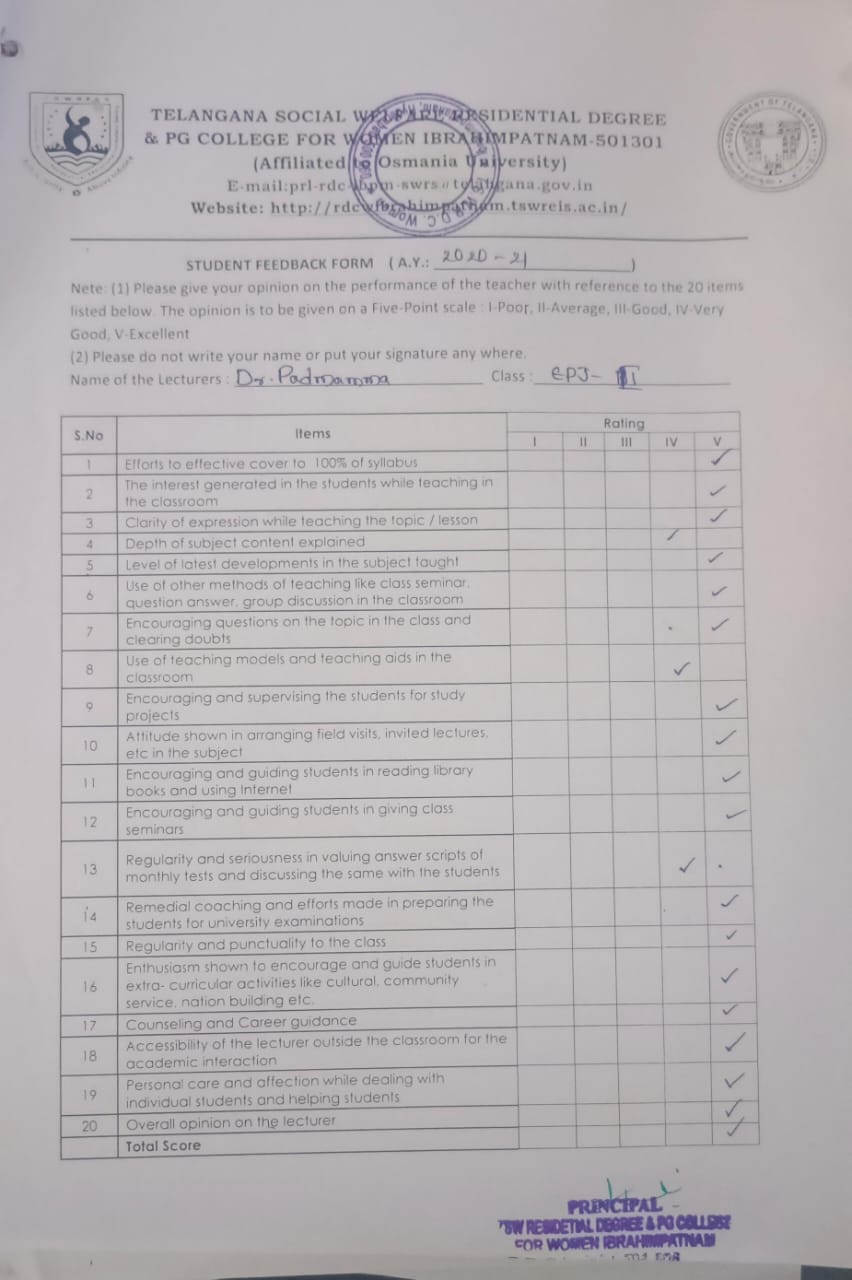 TELANGANA SOCIAL WELFARE RESIDENTIAL DEGREE
& PG COLLEGE FOR WOMEN IBRAHIMPATNAM-501301
(Affiliated to Osmania University)
Website: http://rdcwibrahimpatnam.tswreis.ac.in/
STUDENT FEEDBACK FORM ( A.Y.: 2020-21 )
Note: (1) Please give your opinion on the performance of the teacher with reference to the 20 items
listed below. The opinion is to be given on a Five-Point scale : I-Poor, II-Average, III-Good, IV-Very
Good, V-Excellent
(2) Please do not write your name or put your signature any where.
Name of the Lecturers : Dr. Padmamma Class : EPJ- III
S.No Items Rating
I II III IV V
1 Efforts to effective cover to 100% of syllabus ✓
2 The interest generated in the students while teaching in
the classroom ✓
3 Clarity of expression while teaching the topic / lesson ✓
4 Depth of subject content explained ✓
5 Level of latest developments in the subject taught ✓
6 Use of other methods of teaching like class seminar,
question answer, group discussion in the classroom ✓
7 Encouraging questions on the topic in the class and
clearing doubts ✓
8 Use of teaching models and teaching aids in the
classroom ✓
9 Encouraging and supervising the students for study
projects ✓
10 Attitude shown in arranging field visits, invited lectures,
etc in the subject ✓
11 Encouraging and guiding students in reading library
books and using Internet ✓
12 Encouraging and guiding students in giving class
seminars ✓
13 Regularity and seriousness in valuing answer scripts of
monthly tests and discussing the same with the students ✓
14 Remedial coaching and efforts made in preparing the
students for university examinations ✓
15 Regularity and punctuality to the class ✓
16 Enthusiasm shown to encourage and guide students in
extra- curricular activities like cultural, community
service, nation building etc. ✓
17 Counseling and Career guidance ✓
18 Accessibility of the lecturer outside the classroom for the
academic interaction ✓
19 Personal care and affection while dealing with
individual students and helping students ✓
20 Overall opinion on the lecturer ✓
Total Score ✓
PRINCIPAL
TSW RESIDETIAL DEGREE & PG COLLEGE
FOR WOMEN IBRAHIMPATNAM